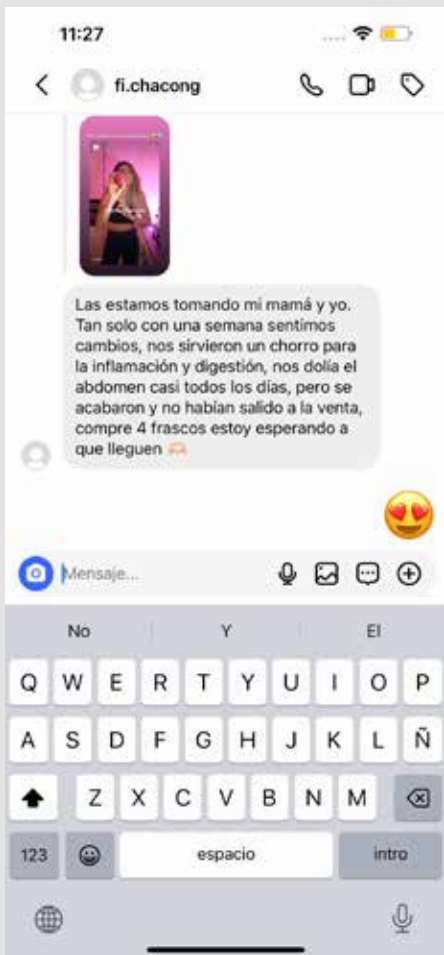 11:27
fi.chacong
Las estamos tomando mi mamá y yo.
Tan solo con una semana sentimos
cambios, nos sirvieron un chorro para
la inflamación y digestión, nos dolía el
abdomen casi todos los días, pero se
acabaron y no habían salido a la venta,
compre 4 frascos estoy esperando a
que lleguen 🫶🏻
😍
Mensaje...
No Y El
Q W E R T Y U I O P
A S D F G H J K L Ñ
Z X C V B N M
123 espacio intro